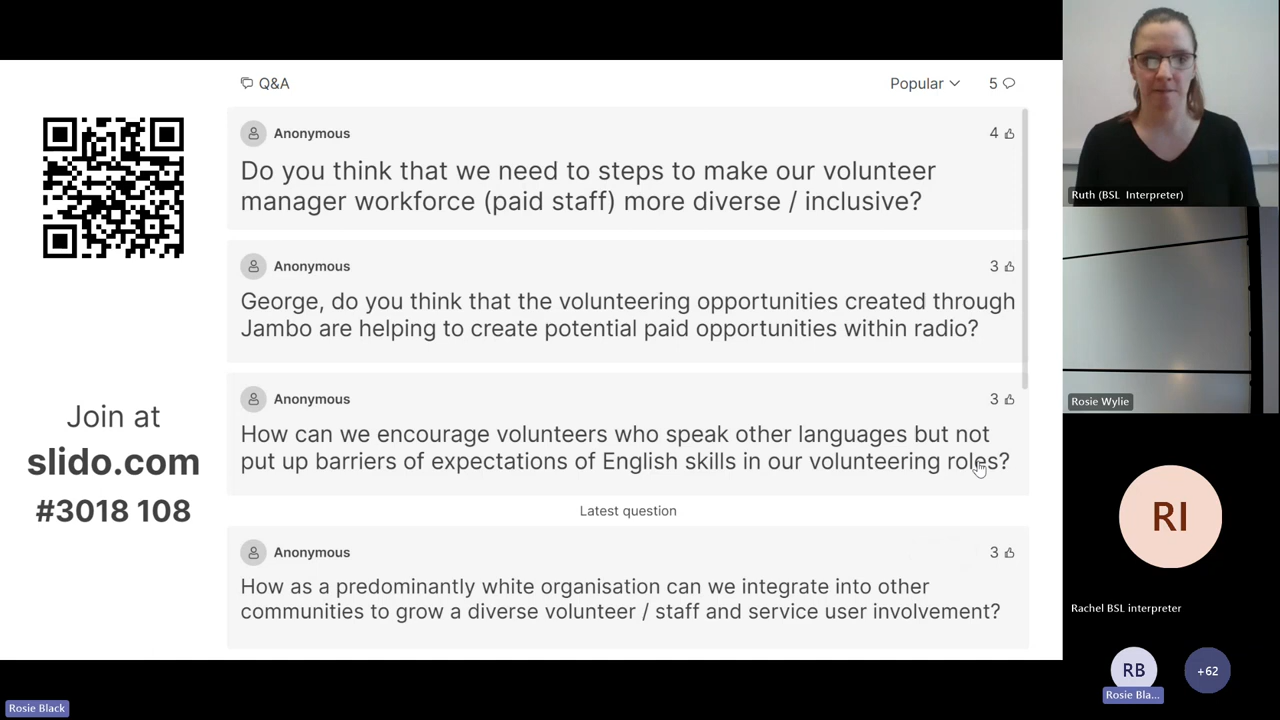 Q&A
Popular
5
Anonymous
4
Do you think that we need to steps to make our volunteer
manager workforce (paid staff) more diverse / inclusive?
Anonymous
3
George, do you think that the volunteering opportunities created through
Jambo are helping to create potential paid opportunities within radio?
Anonymous
3
How can we encourage volunteers who speak other languages but not
put up barriers of expectations of English skills in our volunteering roles?
Latest question
Anonymous
3
How as a predominantly white organisation can we integrate into other
communities to grow a diverse volunteer / staff and service user involvement?
Join at
slido.com
#3018 108
Rosie Black
Ruth (BSL Interpreter)
Rosie Wylie
RI
Rachel BSL interpreter
RB
Rosie Bla...
+62